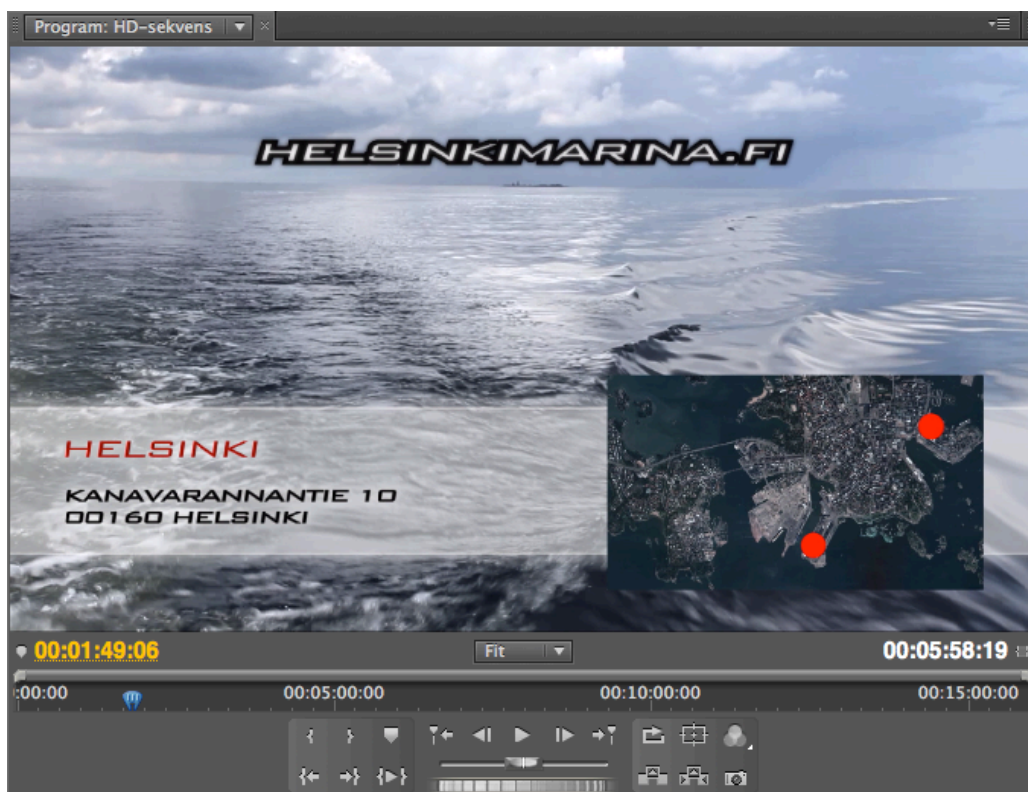 Program: HD-sekvens
HELSINKIMARINA.FI
HELSINKI
KANAVARANNANTIE 10
00160 HELSINKI
00:01:49:06
Fit
00:05:58:19
:00:00
00:05:00:00
00:10:00:00
00:15:00:00